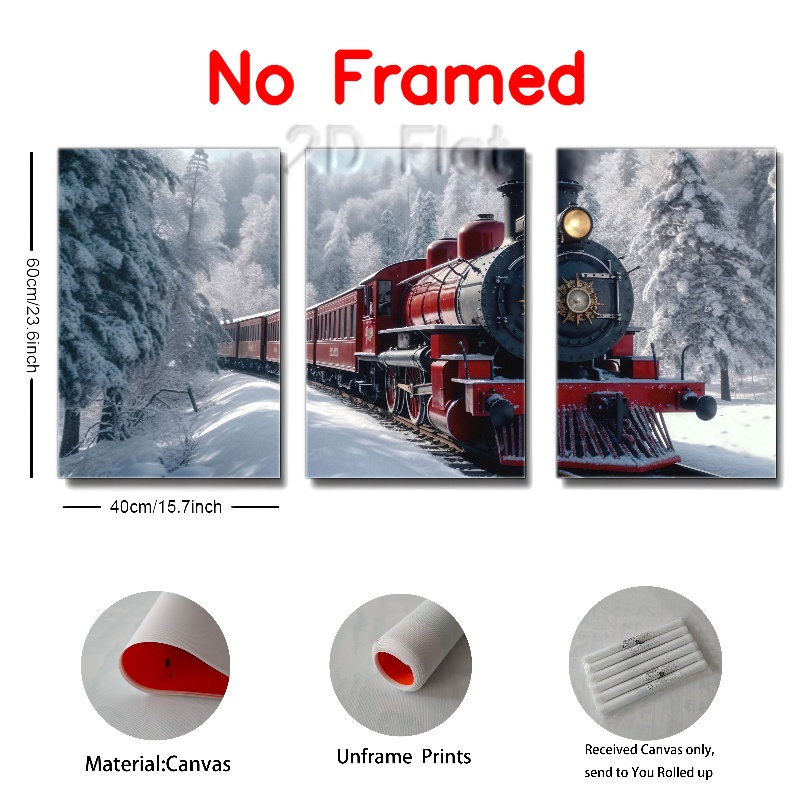 No Framed
2D Flat
60cm/23.6inch
40cm/15.7inch
Material:Canvas
Unframe Prints
Received Canvas only,
send to You Rolled up